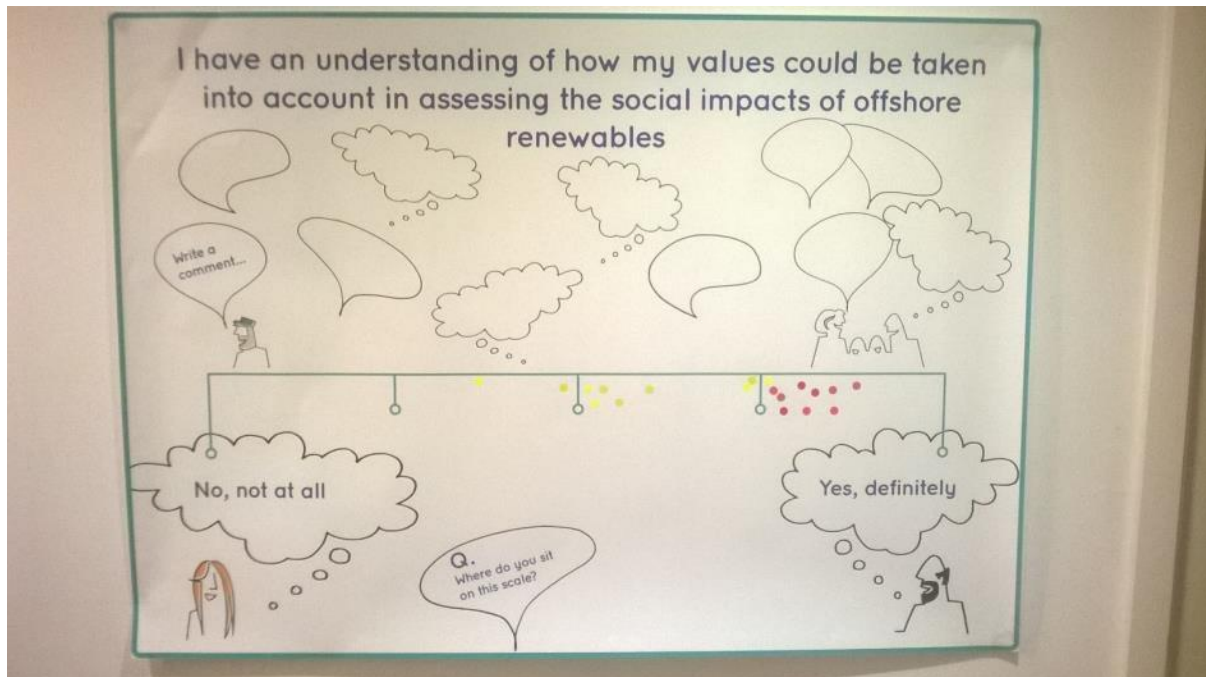 I have an understanding of how my values could be taken
into account in assessing the social impacts of offshore
renewables
Write a
comment...
No, not at all
Yes, definitely
Q.
Where do you sit
on this scale?